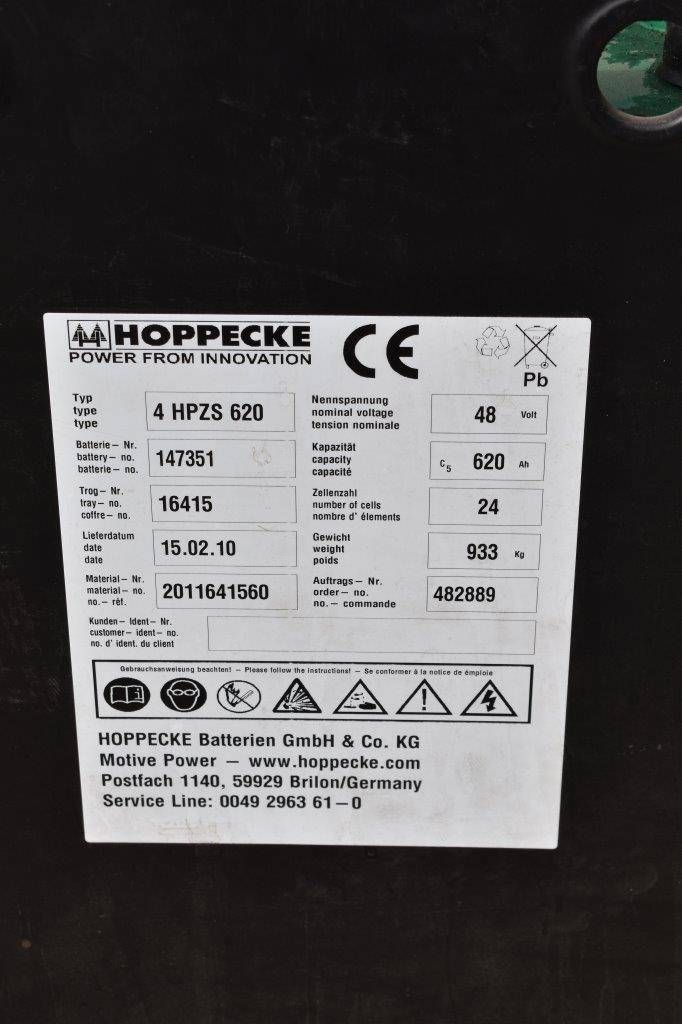 HOPPECKE
POWER FROM INNOVATION
CE
Pb
Typ
type
type
4 HPZS 620
Nennspannung
nominal voltage
tension nominale
48 Volt
Batterie – Nr.
battery – no.
batterie – no.
147351
Kapazität
capacity
capacité
C5 620 Ah
Trog – Nr.
tray – no.
coffre – no.
16415
Zellenzahl
number of cells
nombre d' élements
24
Lieferdatum
date
date
15.02.10
Gewicht
weight
poids
933 Kg
Material – Nr.
material – no.
no. – réf.
2011641560
Auftrags – Nr.
order – no.
no. – commande
482889
Kunden – Ident – Nr.
customer – ident – no.
no. d' ident. du client
Gebrauchsanweisung beachten! – Please follow the instructions! – Se conformer à la notice de émploie
HOPPECKE Batterien GmbH & Co. KG
Motive Power – www.hoppecke.com
Postfach 1140, 59929 Brilon/Germany
Service Line: 0049 2963 61 – 0